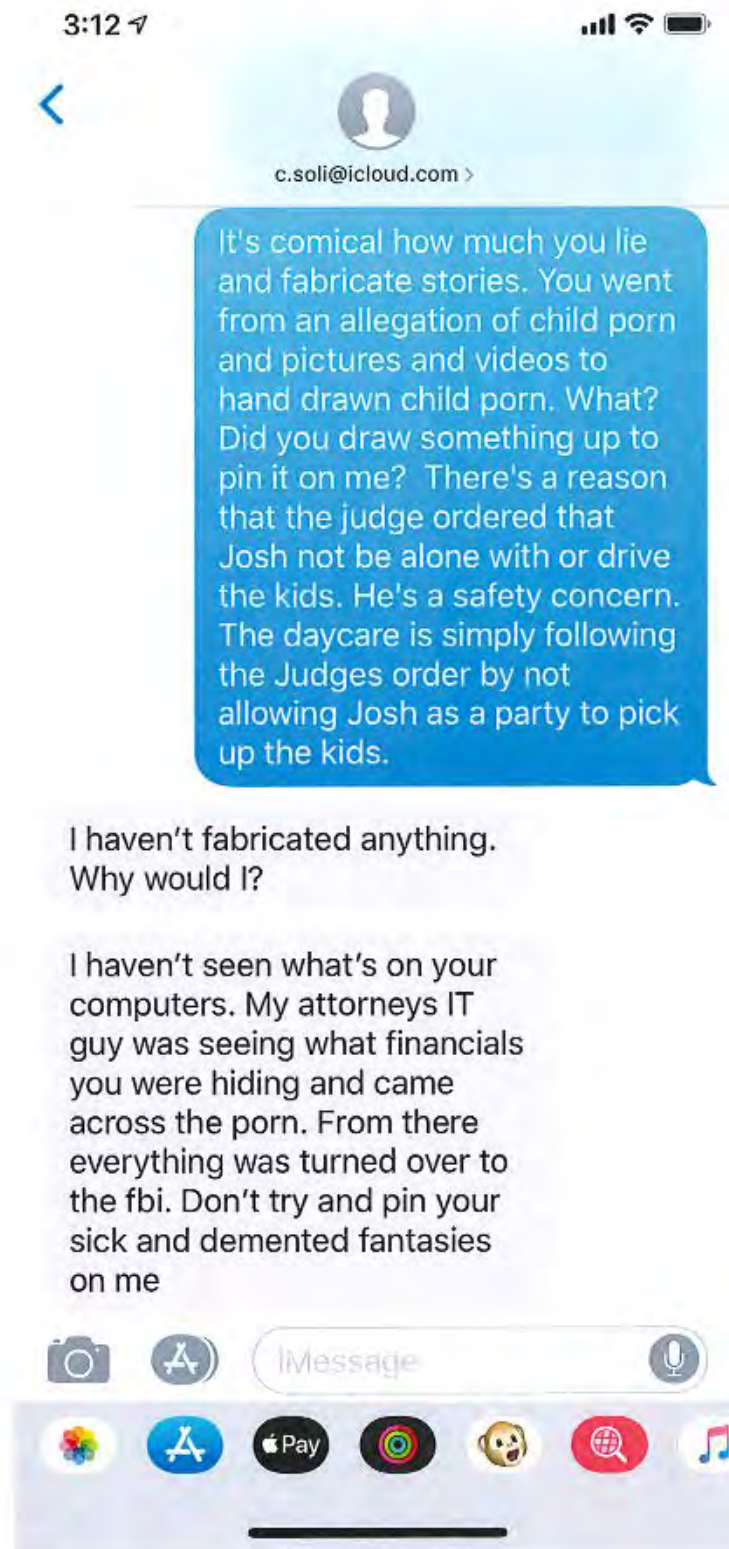 3:12
c.soli@icloud.com >
It's comical how much you lie
and fabricate stories. You went
from an allegation of child porn
and pictures and videos to
hand drawn child porn. What?
Did you draw something up to
pin it on me?  There's a reason
that the judge ordered that
Josh not be alone with or drive
the kids. He's a safety concern.
The daycare is simply following
the Judges order by not
allowing Josh as a party to pick
up the kids.
I haven't fabricated anything.
Why would I?
I haven't seen what's on your
computers. My attorneys IT
guy was seeing what financials
you were hiding and came
across the porn. From there
everything was turned over to
the fbi. Don't try and pin your
sick and demented fantasies
on me
iMessage
Pay